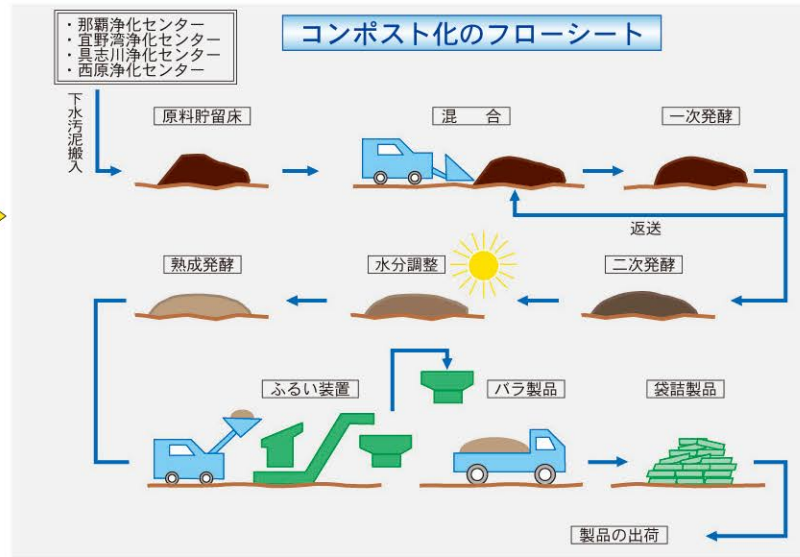 ・那覇浄化センター
・宜野湾浄化センター
・具志川浄化センター
・西原浄化センター
コンポスト化のフローシート
下水汚泥搬入
原料貯留床
混　合
一次発酵
返送
熟成発酵
水分調整
二次発酵
ふるい装置
バラ製品
袋詰製品
製品の出荷